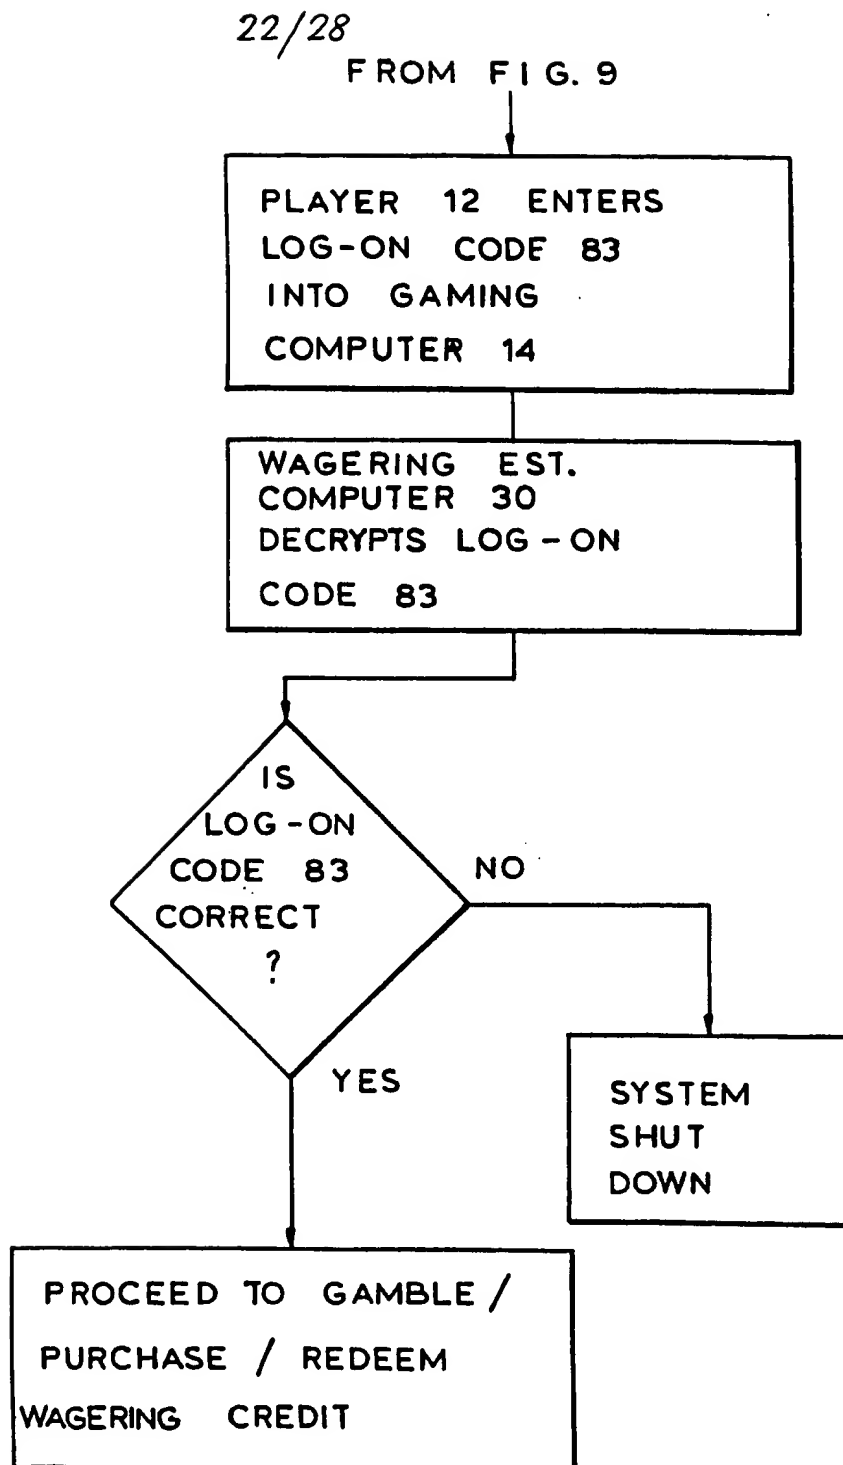 22/28
FROM FIG. 9
PLAYER 12 ENTERS
LOG-ON CODE 83
INTO GAMING
COMPUTER 14
WAGERING EST.
COMPUTER 30
DECRYPTS LOG-ON
CODE 83
IS
LOG-ON
CODE 83
CORRECT
?
NO
YES
SYSTEM
SHUT
DOWN
PROCEED TO GAMBLE /
PURCHASE / REDEEM
WAGERING CREDIT